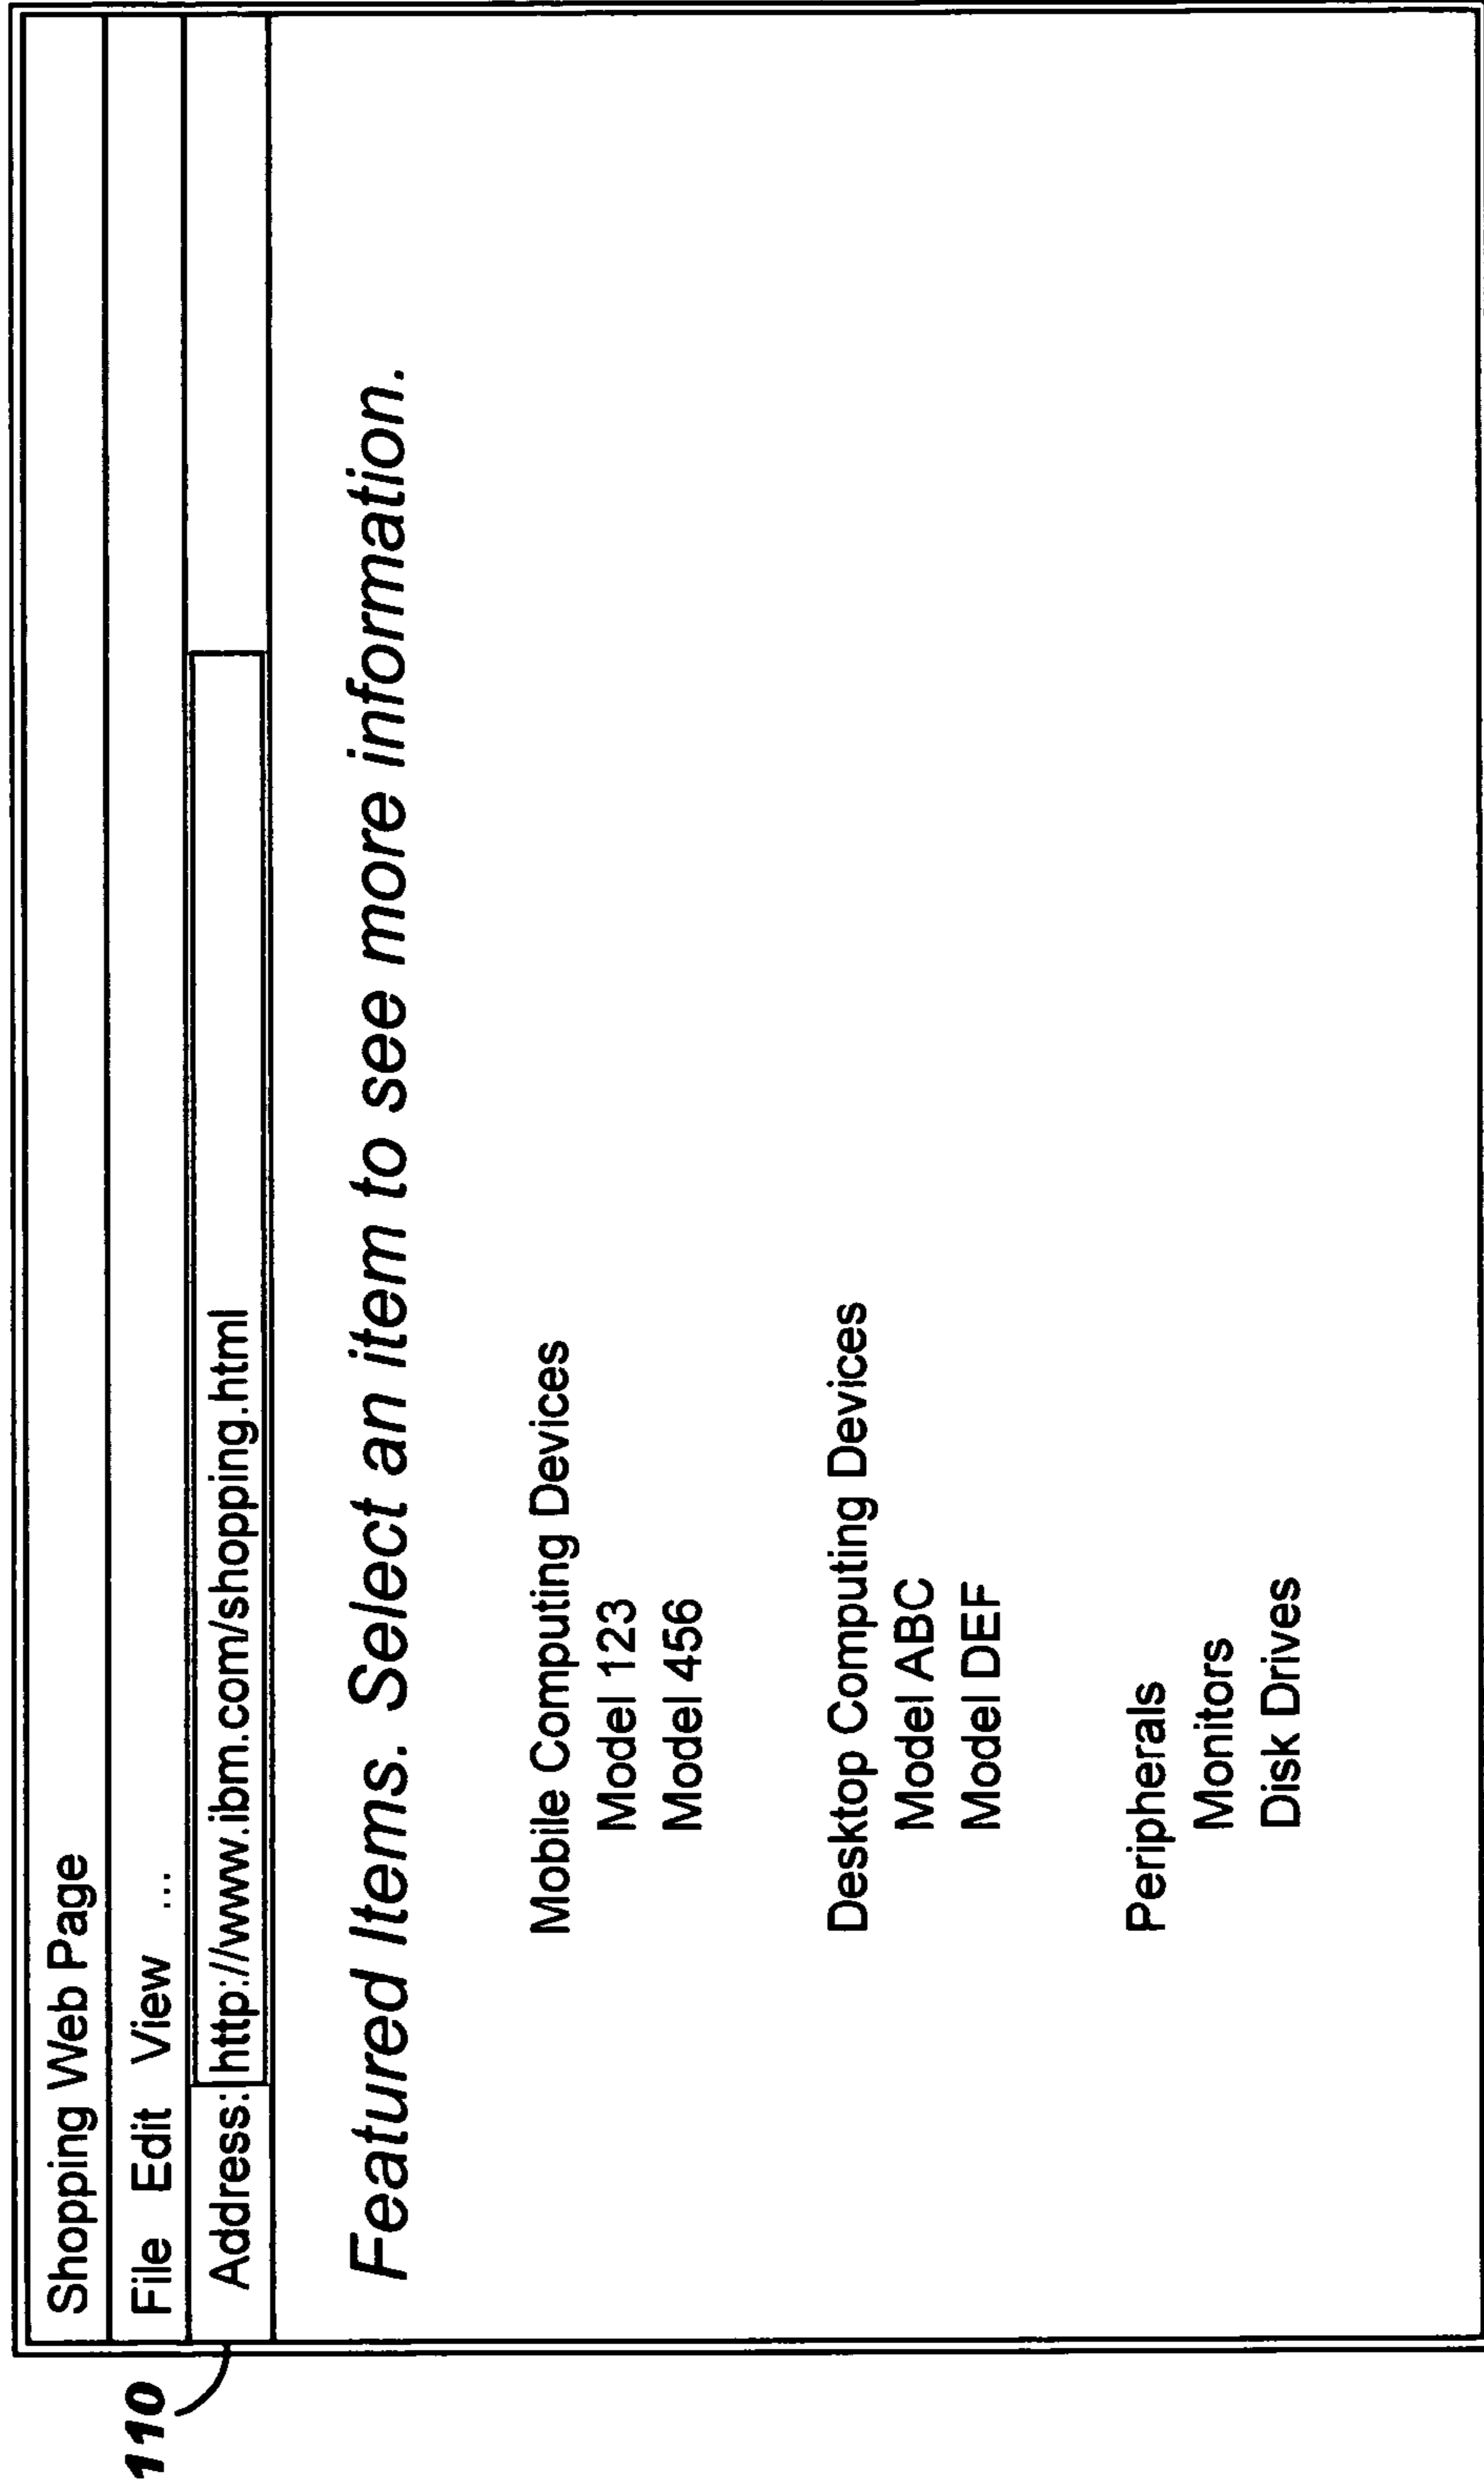 Shopping Web Page
File Edit View ...
110
Address: http://www.ibm.com/shopping.html
Featured Items. Select an item to see more information.
Mobile Computing Devices
Model 123
Model 456
Desktop Computing Devices
Model ABC
Model DEF
Peripherals
Monitors
Disk Drives